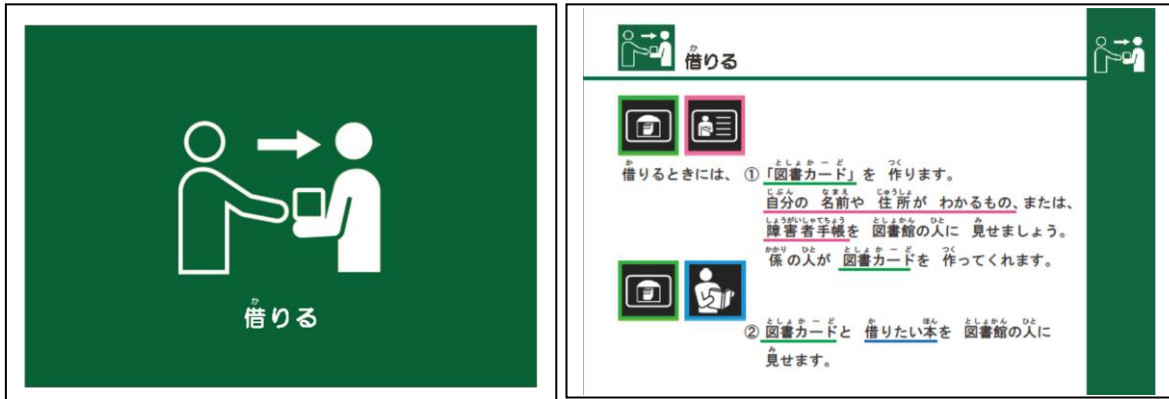 借りる
借りる
借りるときには、 ①「図書カード」を 作ります。
自分の 名前や 住所が わかるもの、または、
障害者手帳を 図書館の人に 見せましょう。
係の人が 図書カードを 作ってくれます。
② 図書カードと 借りたい本を 図書館の人に
見せます。